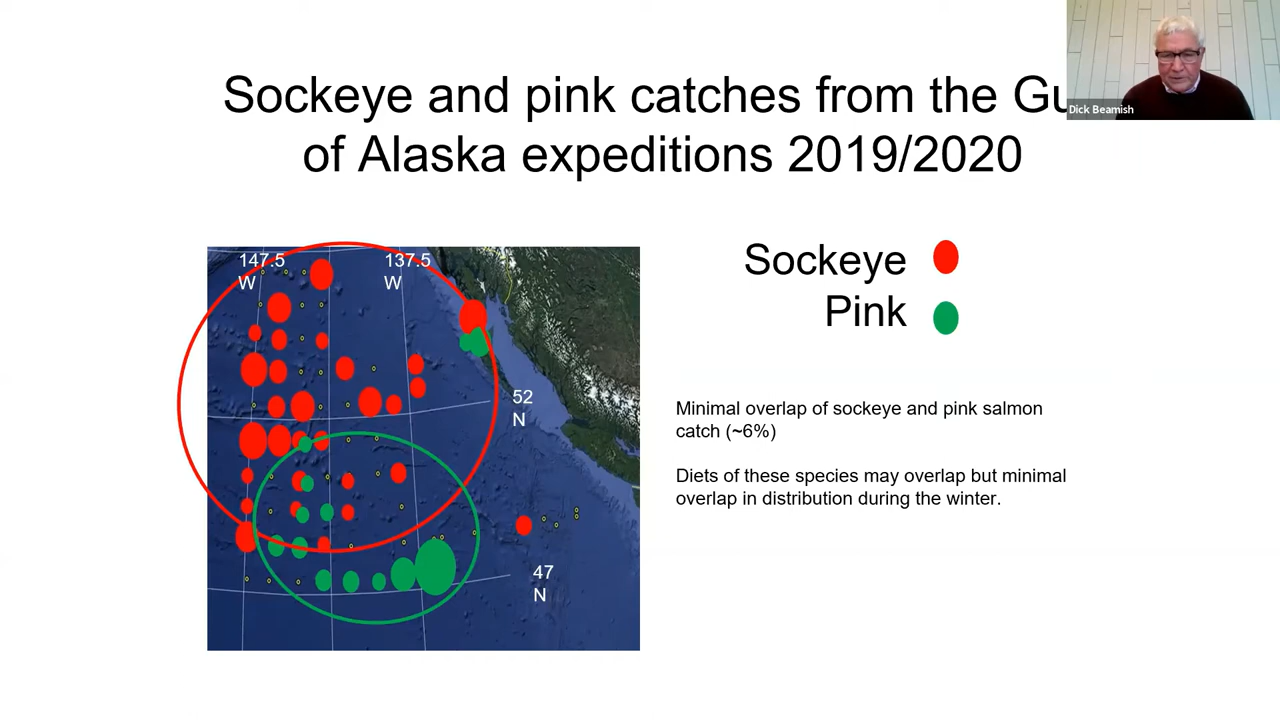 Sockeye and pink catches from the Gu
of Alaska expeditions 2019/2020
Dick Beamish
147.5
W
137.5
W
52
N
47
N
Sockeye
Pink
Minimal overlap of sockeye and pink salmon
catch (~6%)
Diets of these species may overlap but minimal
overlap in distribution during the winter.